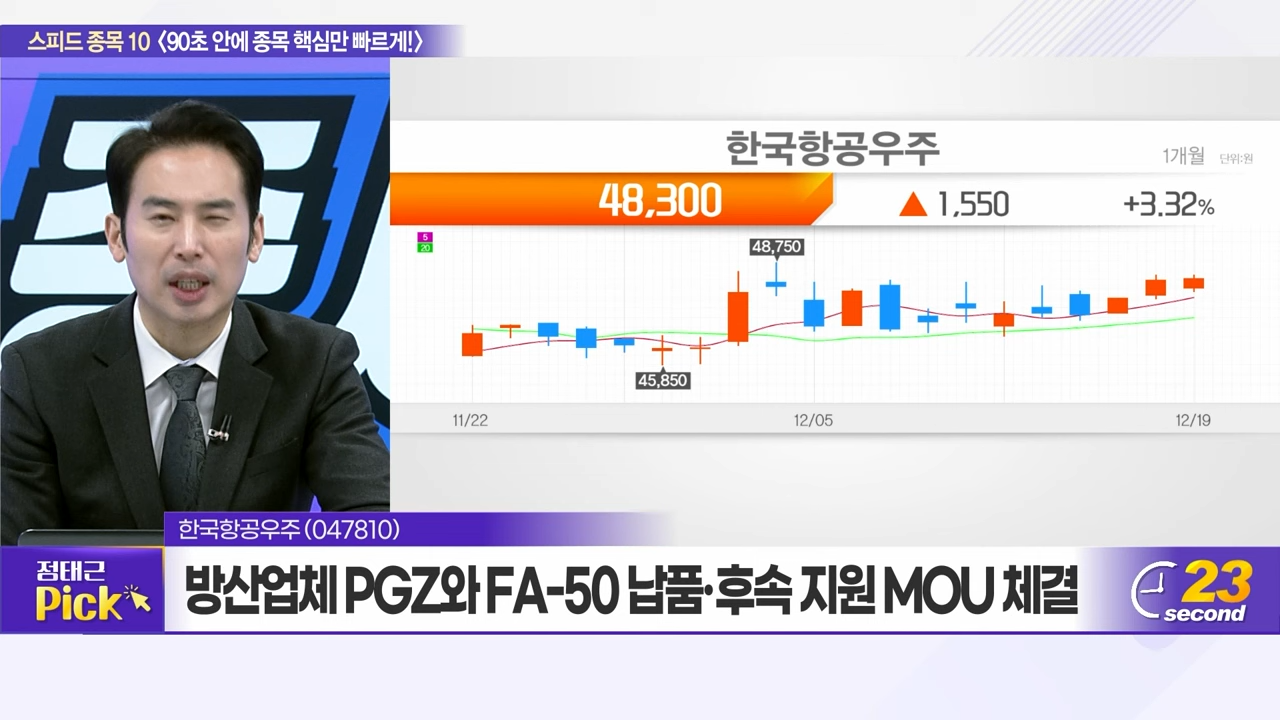 스피드 종목 10 〈90초 안에 종목 핵심만 빠르게!〉
한국항공우주
1개월 단위:원
48,300 ▲ 1,550 +3.32%
5
20
48,750
45,850
11/22 12/05 12/19
한국항공우주 (047810)
정태근
Pick
방산업체 PGZ와 FA-50 납품·후속 지원 MOU 체결
23
second